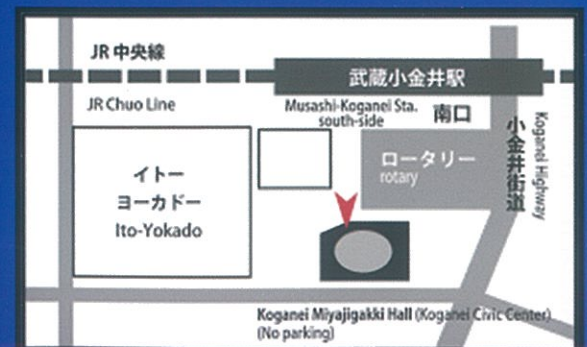 JR 中央線
武蔵小金井駅
JR Chuo Line
Musashi-Koganei Sta.
south-side
南口
小金井街道
Koganei Highway
ロータリー
rotary
イトー
ヨーカドー
Ito-Yokado
Koganei Miyajigakki Hall (Koganei Civic Center)
(No parking)